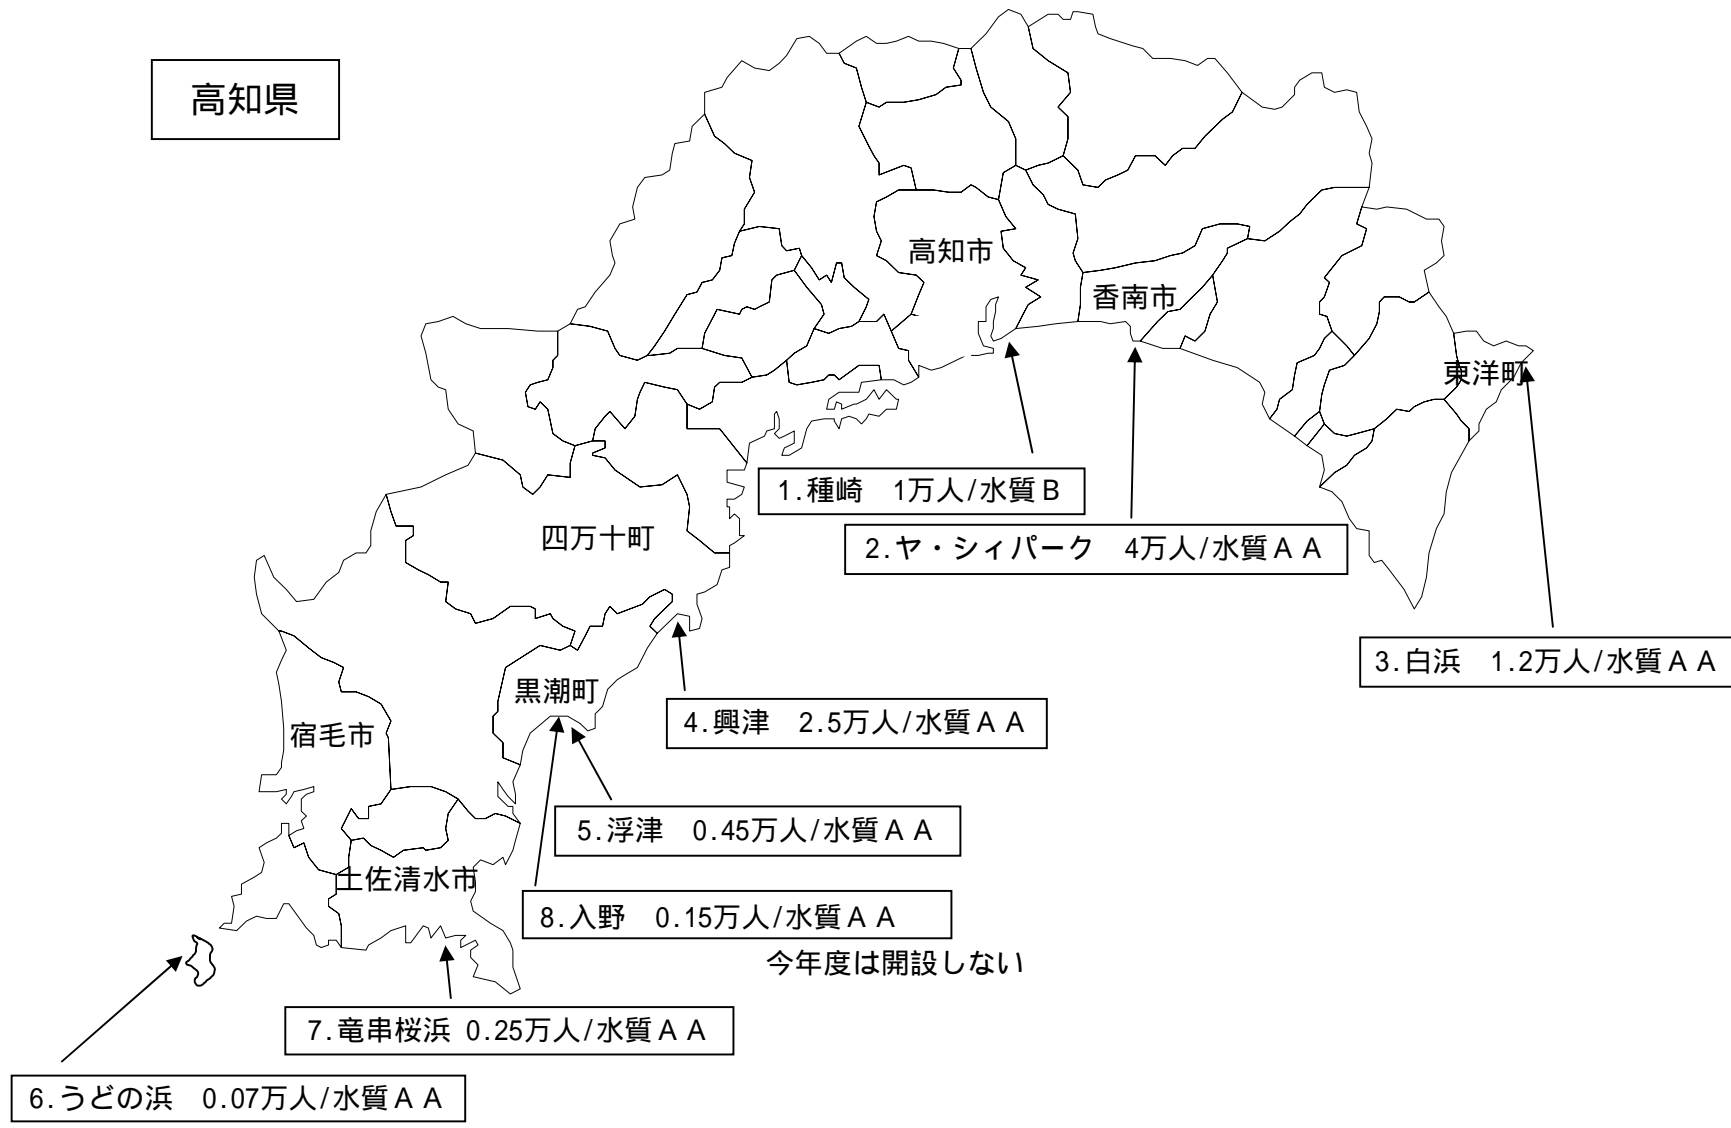 高知県
高知市
香南市
東洋町
1.種崎　1万人/水質Ｂ
2.ヤ・シィパーク　4万人/水質ＡＡ
四万十町
3.白浜　1.2万人/水質ＡＡ
黒潮町
4.興津　2.5万人/水質ＡＡ
宿毛市
5.浮津　0.45万人/水質ＡＡ
土佐清水市
8.入野　0.15万人/水質ＡＡ
今年度は開設しない
7.竜串桜浜 0.25万人/水質ＡＡ
6.うどの浜　0.07万人/水質ＡＡ